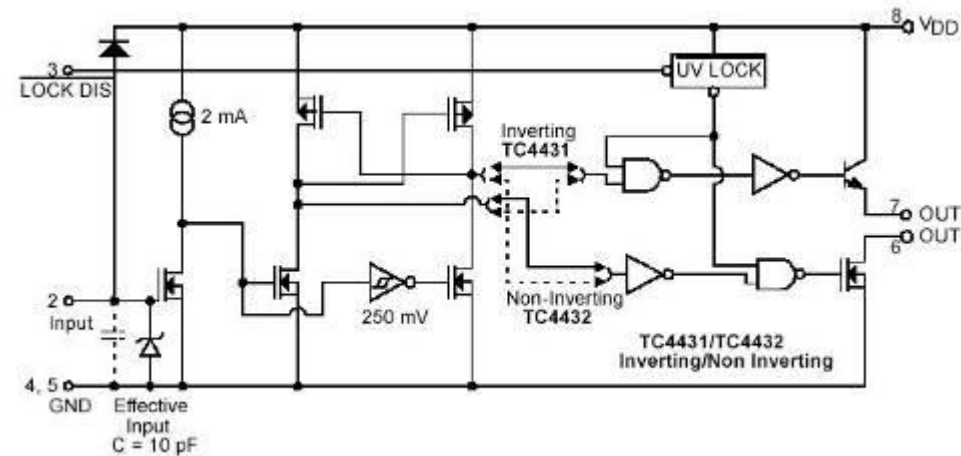 8
VDD
3
LOCK DIS
UV LOCK
2 mA
Inverting
TC4431
7
OUT
6
OUT
2
Input
250 mV
Non-Inverting
TC4432
TC4431/TC4432
Inverting/Non Inverting
4, 5
GND
Effective
Input
C = 10 pF